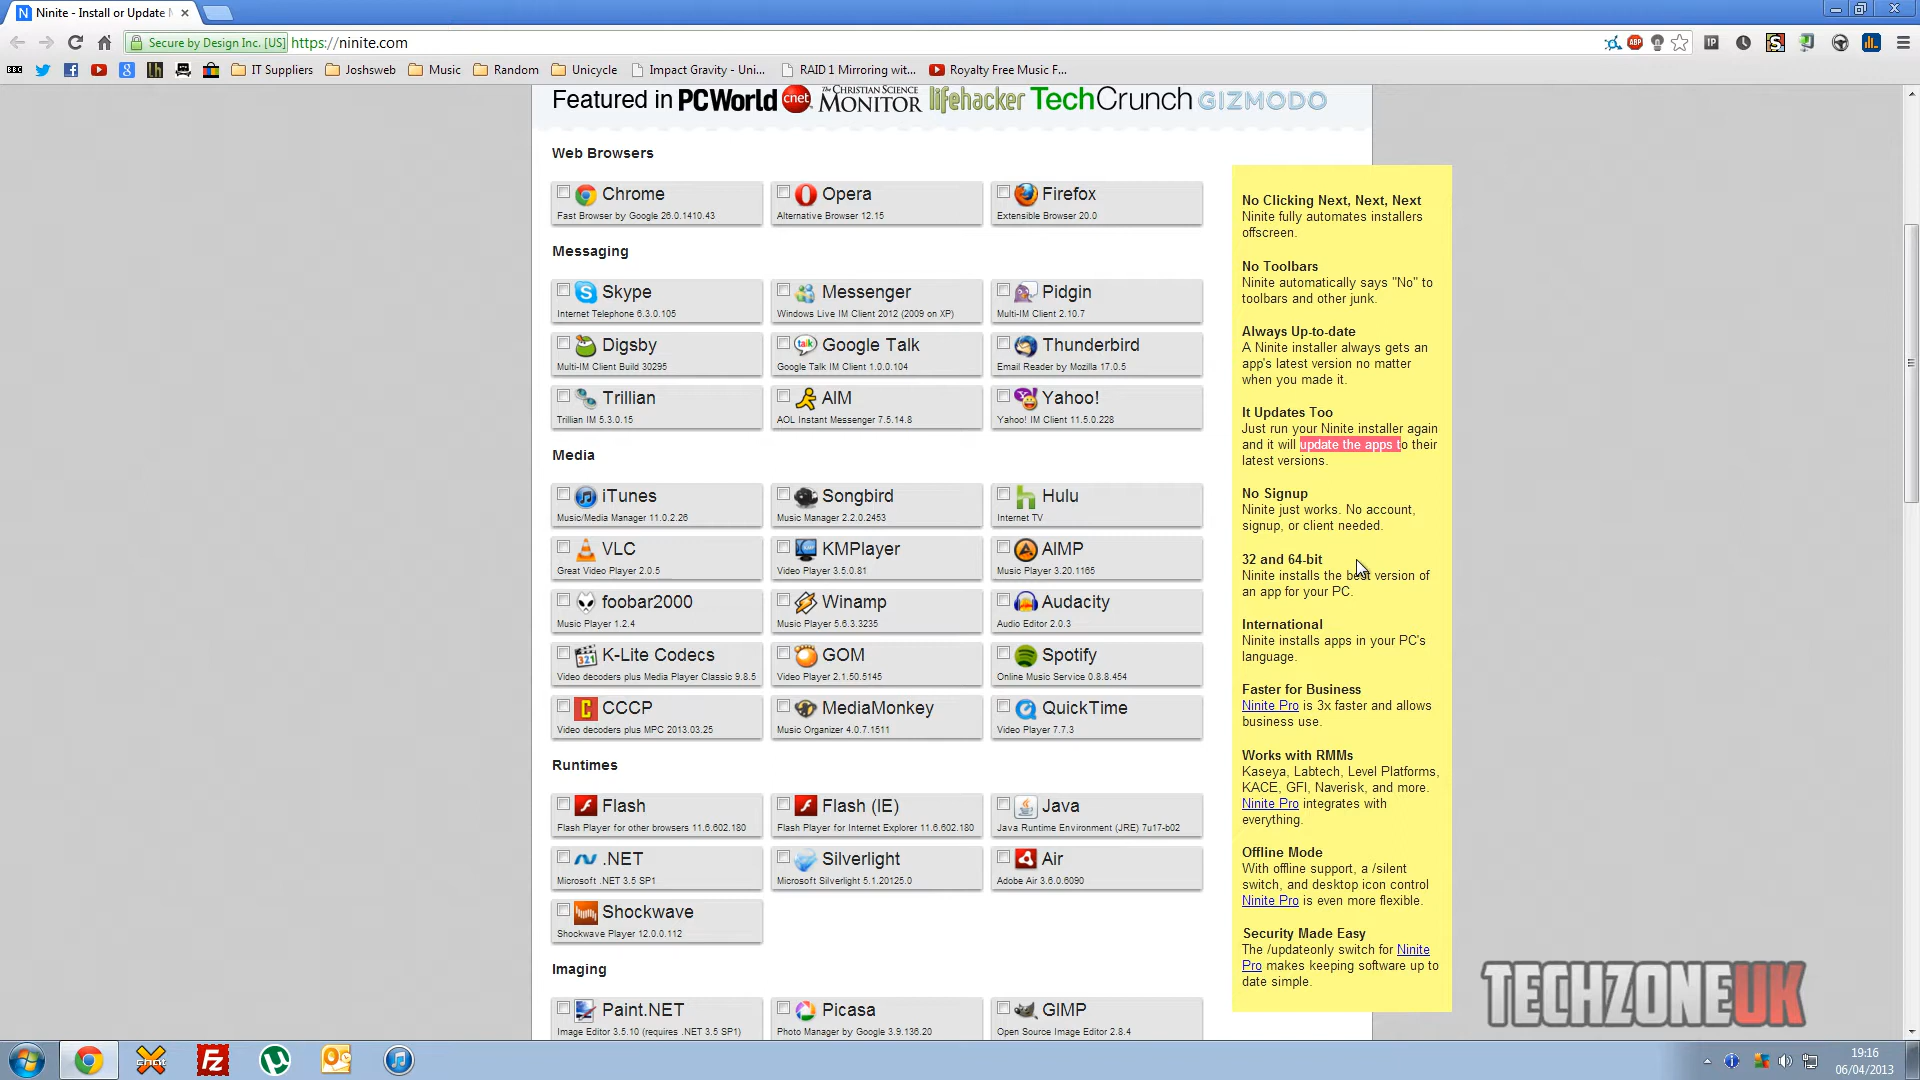 Ninite - Install or Update M
Secure by Design Inc. [US] https://ninite.com
ABP IP
BBC IT Suppliers Joshsweb Music Random Unicycle Impact Gravity - Uni... RAID 1 Mirroring wit... Royalty Free Music F...
Featured in PCWorld cnet The CHRISTIAN SCIENCE MONITOR lifehacker TechCrunch GIZMODO
Web Browsers
Chrome
Fast Browser by Google 26.0.1410.43
Opera
Alternative Browser 12.15
Firefox
Extensible Browser 20.0
Messaging
Skype
Internet Telephone 6.3.0.105
Messenger
Windows Live IM Client 2012 (2009 on XP)
Pidgin
Multi-IM Client 2.10.7
Digsby
Multi-IM Client Build 30295
Google Talk
Google Talk IM Client 1.0.0.104
Thunderbird
Email Reader by Mozilla 17.0.5
Trillian
Trillian IM 5.3.0.15
AIM
AOL Instant Messenger 7.5.14.8
Yahoo!
Yahoo! IM Client 11.5.0.228
Media
iTunes
Music/Media Manager 11.0.2.26
Songbird
Music Manager 2.2.0.2453
Hulu
Internet TV
VLC
Great Video Player 2.0.5
KMPlayer
Video Player 3.5.0.81
AIMP
Music Player 3.20.1165
foobar2000
Music Player 1.2.4
Winamp
Music Player 5.6.3.3235
Audacity
Audio Editor 2.0.3
K-Lite Codecs
Video decoders plus Media Player Classic 9.8.5
GOM
Video Player 2.1.50.5145
Spotify
Online Music Service 0.8.8.454
CCCP
Video decoders plus MPC 2013.03.25
MediaMonkey
Music Organizer 4.0.7.1511
QuickTime
Video Player 7.7.3
Runtimes
Flash
Flash Player for other browsers 11.6.602.180
Flash (IE)
Flash Player for Internet Explorer 11.6.602.180
Java
Java Runtime Environment (JRE) 7u17-b02
.NET
Microsoft .NET 3.5 SP1
Silverlight
Microsoft Silverlight 5.1.20125.0
Air
Adobe Air 3.6.0.6090
Shockwave
Shockwave Player 12.0.0.112
Imaging
Paint.NET
Image Editor 3.5.10 (requires .NET 3.5 SP1)
Picasa
Photo Manager by Google 3.9.136.20
GIMP
Open Source Image Editor 2.8.4
No Clicking Next, Next, Next
Ninite fully automates installers
offscreen.
No Toolbars
Ninite automatically says "No" to
toolbars and other junk.
Always Up-to-date
A Ninite installer always gets an
app's latest version no matter
when you made it.
It Updates Too
Just run your Ninite installer again
and it will update the apps to their
latest versions.
No Signup
Ninite just works. No account,
signup, or client needed.
32 and 64-bit
Ninite installs the best version of
an app for your PC.
International
Ninite installs apps in your PC's
language.
Faster for Business
Ninite Pro is 3x faster and allows
business use.
Works with RMMs
Kaseya, Labtech, Level Platforms,
KACE, GFI, Naverisk, and more.
Ninite Pro integrates with
everything.
Offline Mode
With offline support, a /silent
switch, and desktop icon control
Ninite Pro is even more flexible.
Security Made Easy
The /updateonly switch for Ninite
Pro makes keeping software up to
date simple.
TECHZONEUK
19:16
06/04/2013